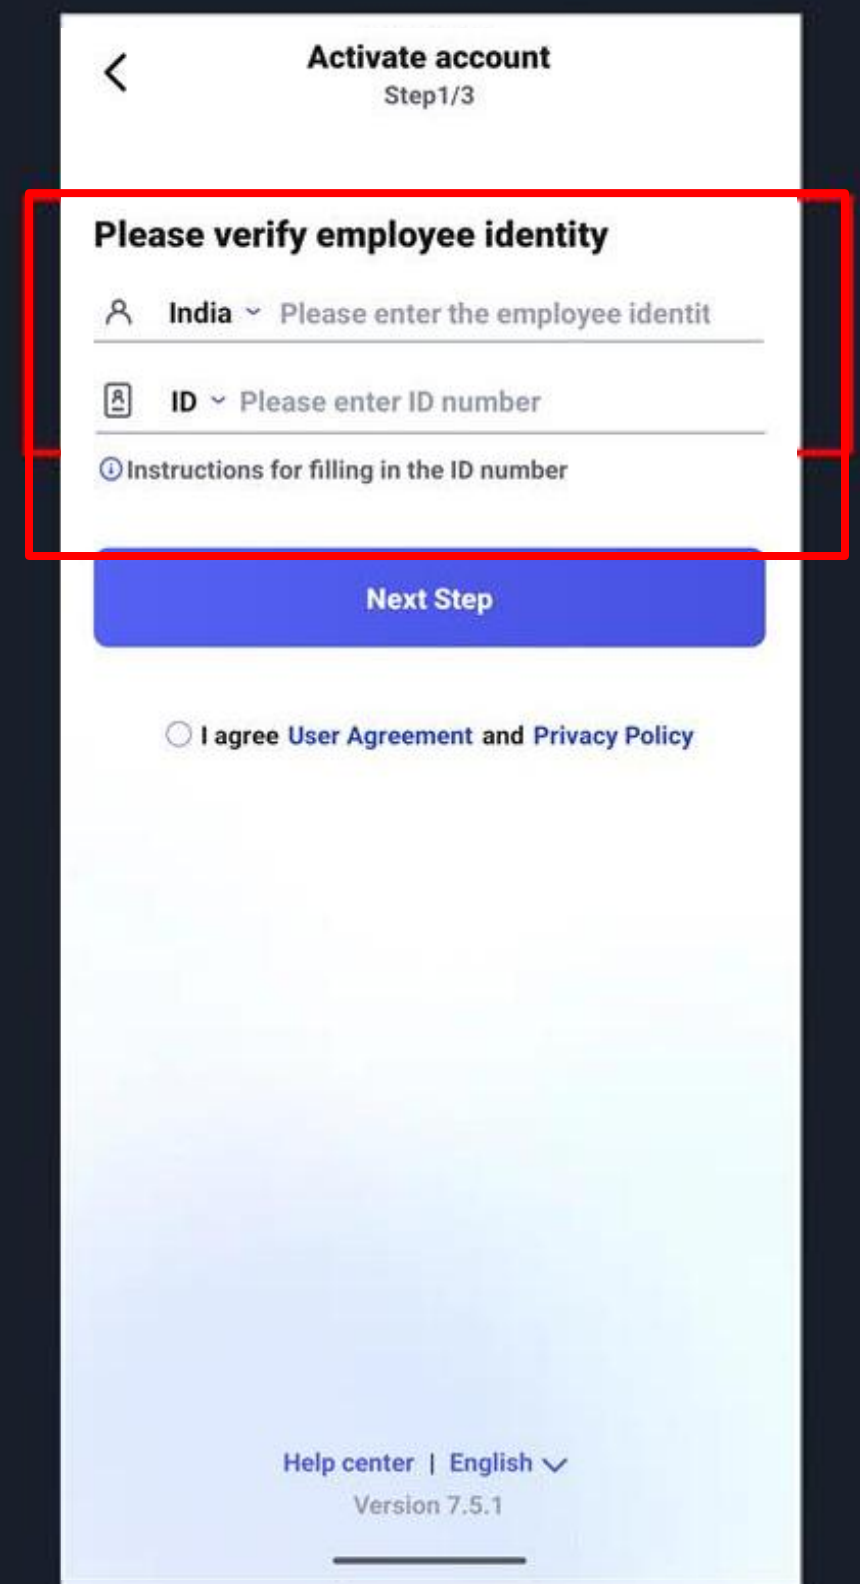 Activate account
Step1/3
Please verify employee identity
India Please enter the employee identit
ID Please enter ID number
Instructions for filling in the ID number
Next Step
I agree User Agreement and Privacy Policy
Help center | English
Version 7.5.1